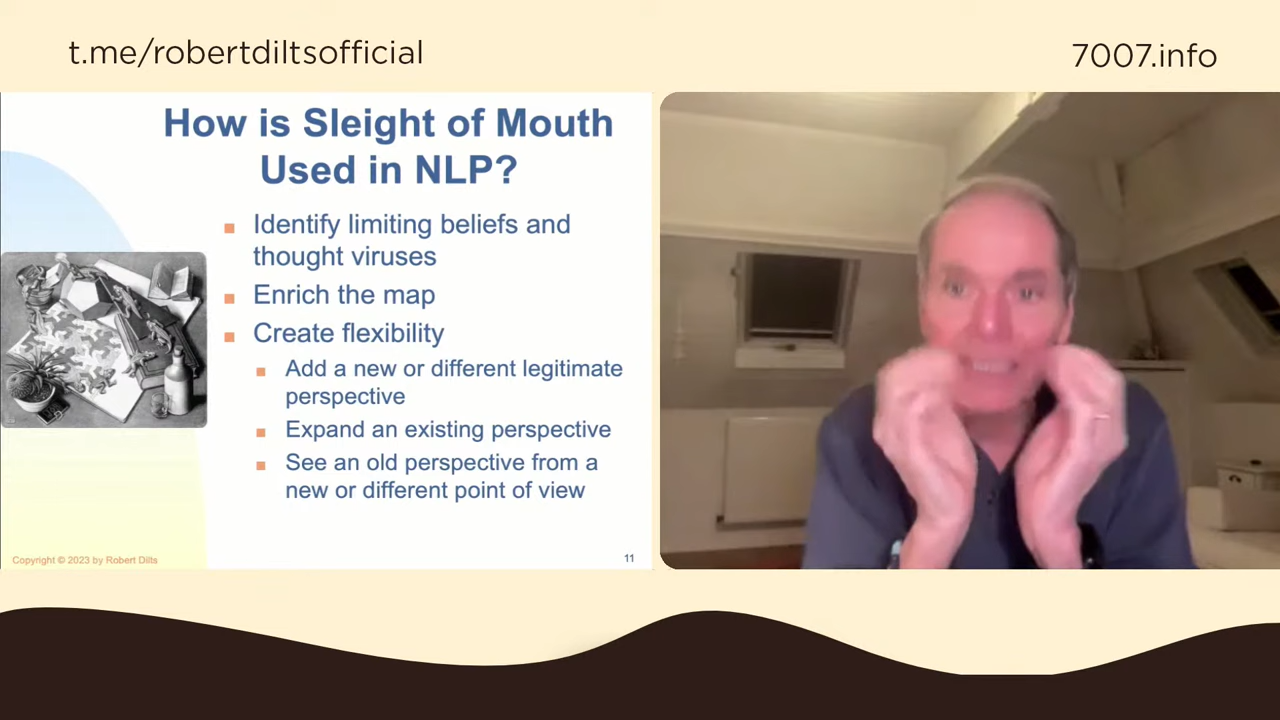 t.me/robertdiltsofficial
7007.info
How is Sleight of Mouth
Used in NLP?
Identify limiting beliefs and
thought viruses
Enrich the map
Create flexibility
Add a new or different legitimate
perspective
Expand an existing perspective
See an old perspective from a
new or different point of view
Copyright © 2023 by Robert Dilts
11